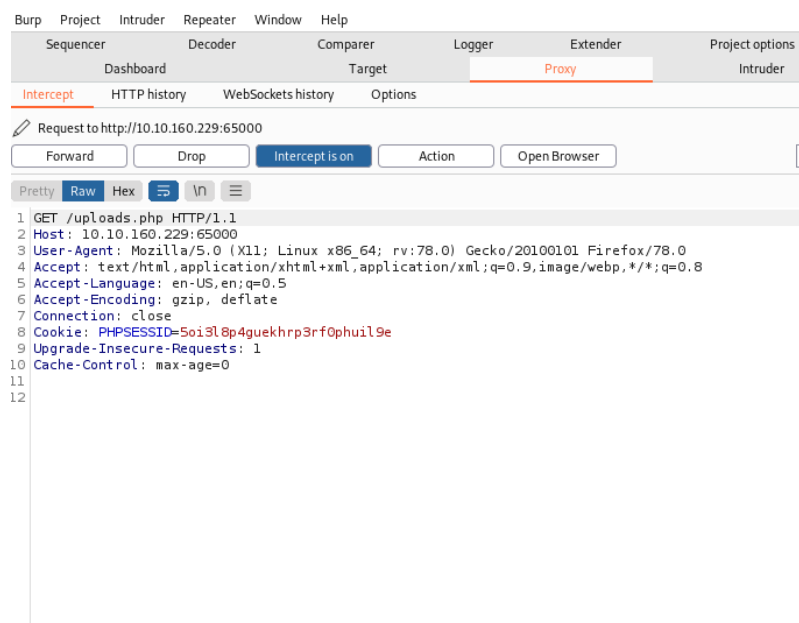 Burp Project Intruder Repeater Window Help
Sequencer Decoder Comparer Logger Extender Project options
Dashboard Target Proxy Intruder
Intercept HTTP history WebSockets history Options
Request to http://10.10.160.229:65000
Forward Drop Intercept is on Action Open Browser
Pretty Raw Hex \n
1 GET /uploads.php HTTP/1.1
2 Host: 10.10.160.229:65000
3 User-Agent: Mozilla/5.0 (X11; Linux x86_64; rv:78.0) Gecko/20100101 Firefox/78.0
4 Accept: text/html,application/xhtml+xml,application/xml;q=0.9,image/webp,*/*;q=0.8
5 Accept-Language: en-US,en;q=0.5
6 Accept-Encoding: gzip, deflate
7 Connection: close
8 Cookie: PHPSESSID=5oi3l8p4guekhrp3rf0phuil9e
9 Upgrade-Insecure-Requests: 1
10 Cache-Control: max-age=0
11
12